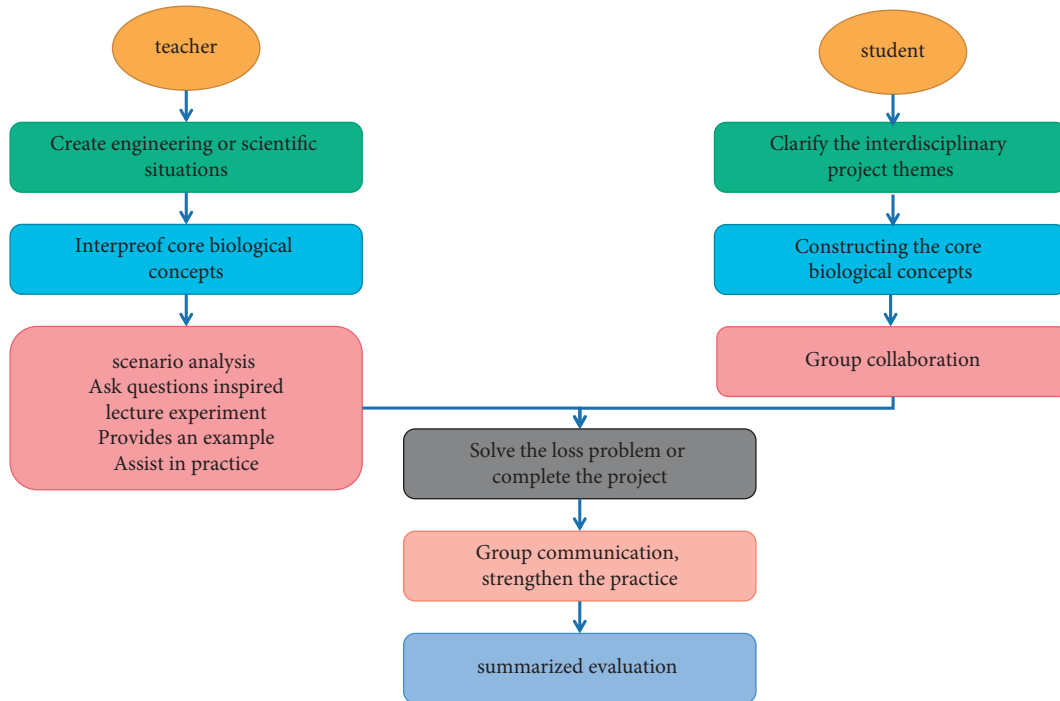 teacher
Create engineering or scientific
situations
Interpreof core biological
concepts
scenario analysis
Ask questions inspired
lecture experiment
Provides an example
Assist in practice
student
Clarify the interdisciplinary
project themes
Constructing the core
biological concepts
Group collaboration
Solve the loss problem or
complete the project
Group communication,
strengthen the practice
summarized evaluation